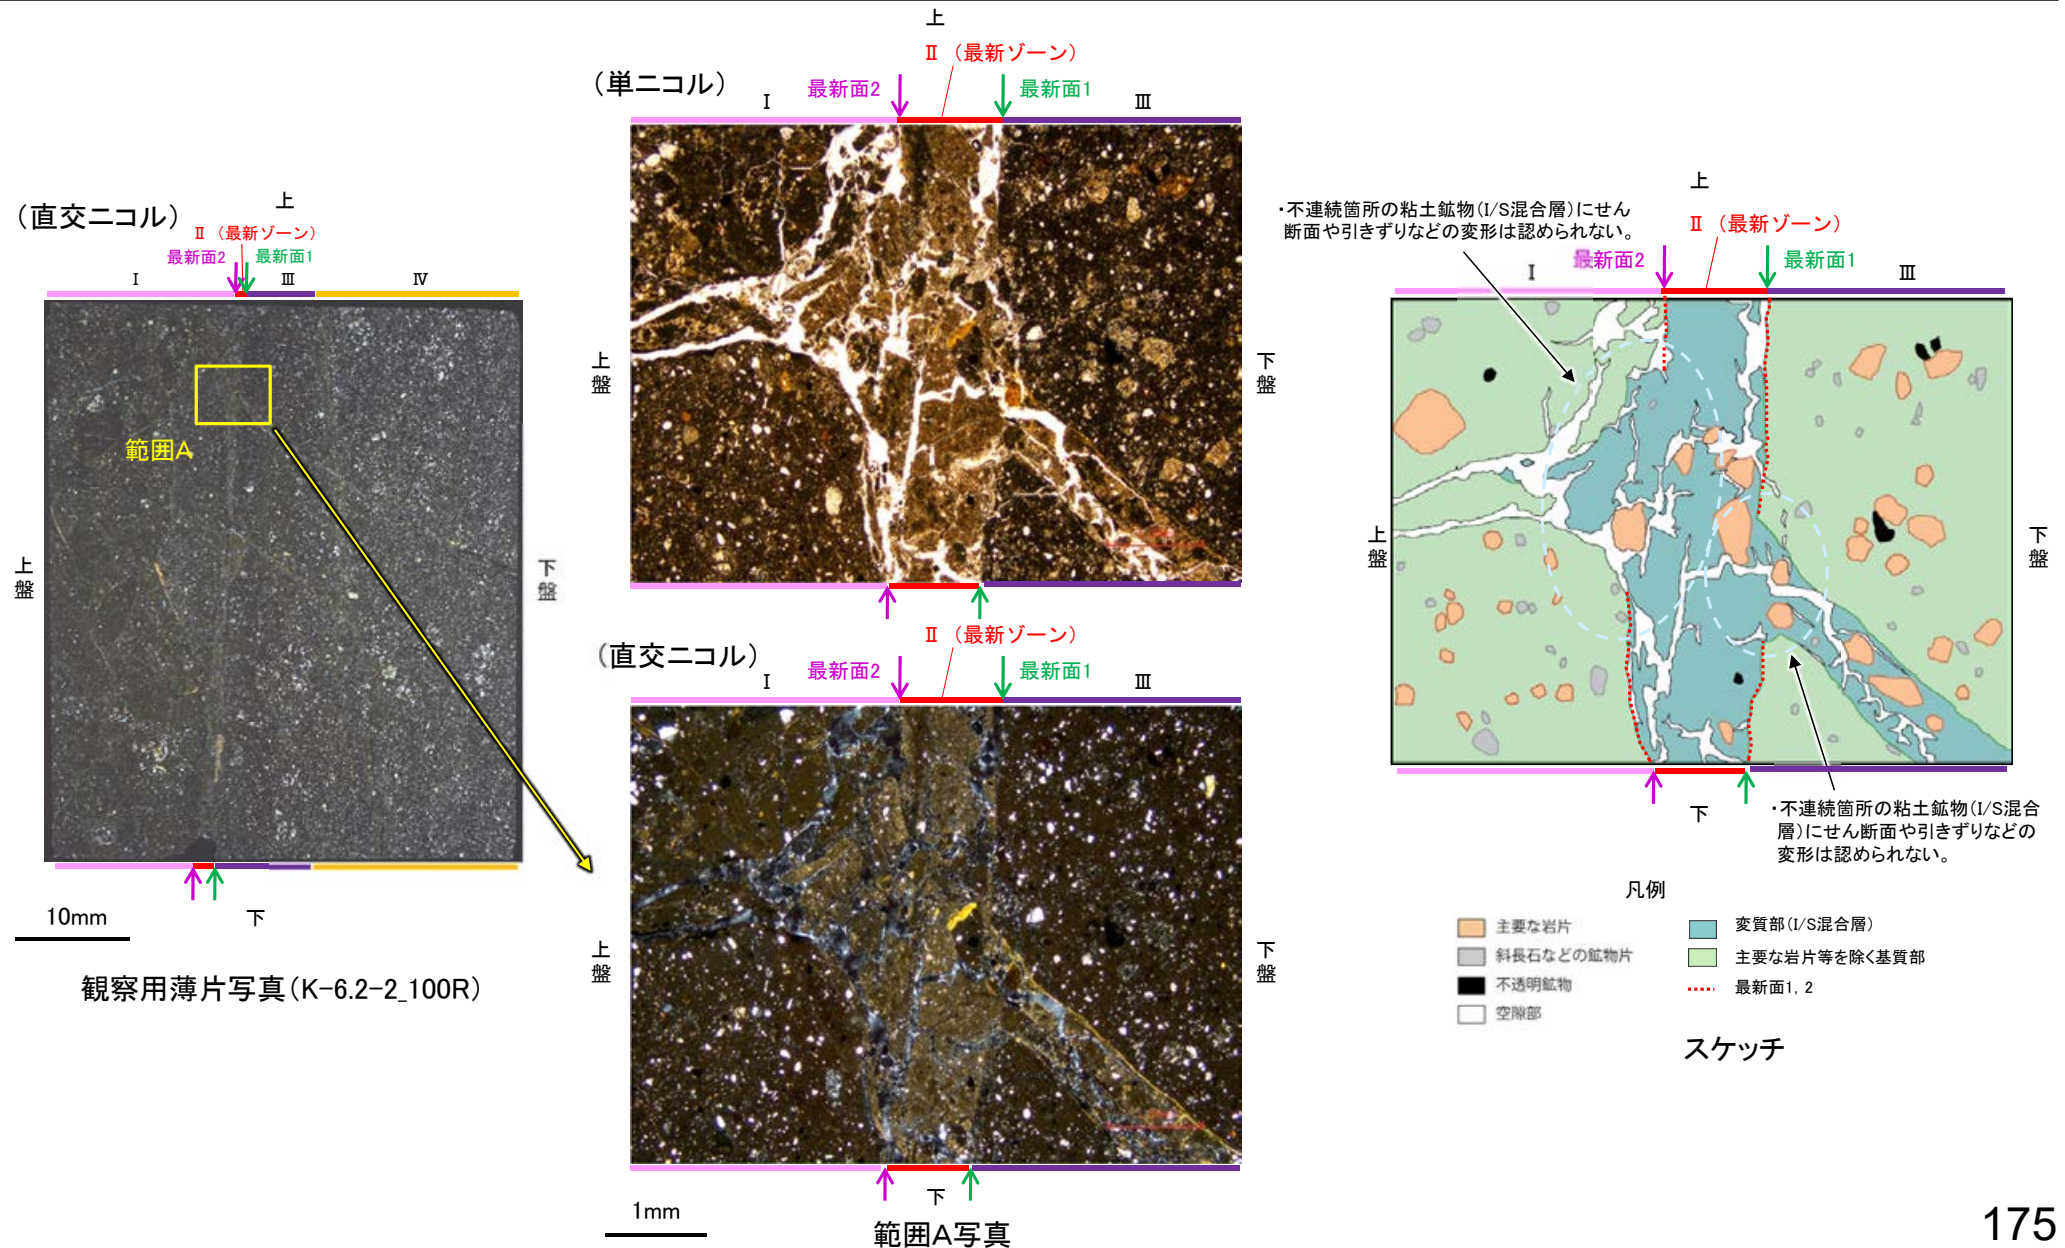 (直交ニコル)
上
Ⅱ (最新ゾーン)
最新面2
最新面1
Ⅰ
Ⅲ
Ⅳ
範囲A
上盤
下盤
下
10mm
観察用薄片写真(K-6.2-2_100R)
上
Ⅱ (最新ゾーン)
(単ニコル)
最新面2
最新面1
Ⅰ
Ⅲ
上盤
下盤
Ⅱ (最新ゾーン)
(直交ニコル)
最新面2
最新面1
Ⅰ
Ⅲ
上盤
下盤
下
1mm
範囲A写真
上
・不連続箇所の粘土鉱物(I/S混合層)にせん
断面や引きずりなどの変形は認められない。
Ⅱ (最新ゾーン)
最新面2
最新面1
Ⅰ
Ⅲ
上盤
下盤
下
・不連続箇所の粘土鉱物(I/S混合
層)にせん断面や引きずりなどの
変形は認められない。
凡例
主要な岩片
斜長石などの鉱物片
不透明鉱物
空隙部
変質部(I/S混合層)
主要な岩片等を除く基質部
最新面1, 2
スケッチ
175